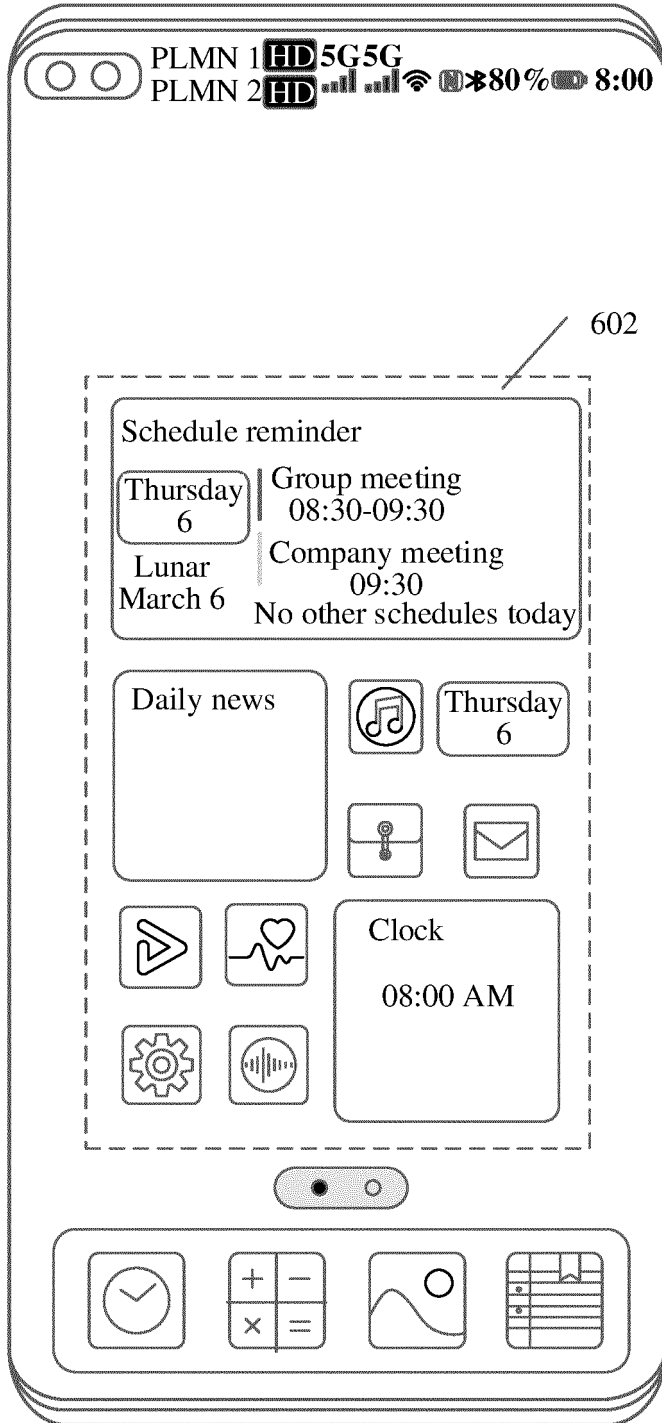 PLMN 1 HD 5G 5G
PLMN 2 HD N 80% 8:00
602
Schedule reminder
Thursday
6
Lunar
March 6
Group meeting
08:30-09:30
Company meeting
09:30
No other schedules today
Daily news
Thursday
6
Clock
08:00 AM